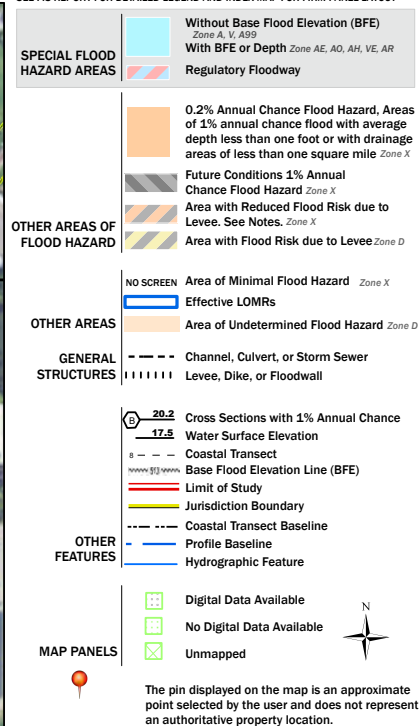 SPECIAL FLOOD
HAZARD AREAS
Without Base Flood Elevation (BFE)
Zone A, V, A99
With BFE or Depth Zone AE, AO, AH, VE, AR
Regulatory Floodway
OTHER AREAS OF
FLOOD HAZARD
0.2% Annual Chance Flood Hazard, Areas
of 1% annual chance flood with average
depth less than one foot or with drainage
areas of less than one square mile Zone X
Future Conditions 1% Annual
Chance Flood Hazard Zone X
Area with Reduced Flood Risk due to
Levee. See Notes. Zone X
Area with Flood Risk due to Levee Zone D
OTHER AREAS
NO SCREEN Area of Minimal Flood Hazard Zone X
Effective LOMRs
Area of Undetermined Flood Hazard Zone D
GENERAL
STRUCTURES
Channel, Culvert, or Storm Sewer
Levee, Dike, or Floodwall
OTHER
FEATURES
B 20.2 Cross Sections with 1% Annual Chance
17.5 Water Surface Elevation
8 Coastal Transect
513 Base Flood Elevation Line (BFE)
Limit of Study
Jurisdiction Boundary
Coastal Transect Baseline
Profile Baseline
Hydrographic Feature
MAP PANELS
Digital Data Available
No Digital Data Available
Unmapped
N
The pin displayed on the map is an approximate
point selected by the user and does not represent
an authoritative property location.